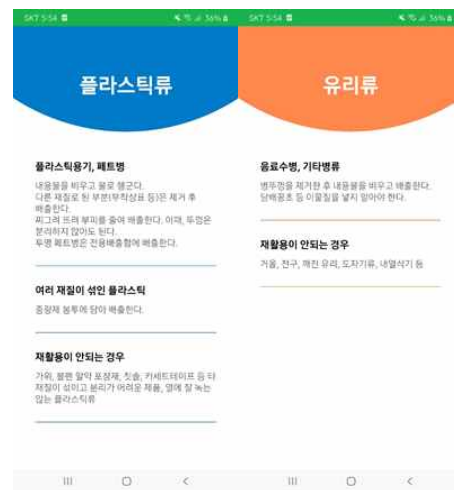 SKT 5:54
36%
플라스틱류
플라스틱용기, 페트병
내용물을 비우고 물로 헹군다.
다른 재질로 된 부분(부착상표 등)은 제거 후
배출한다.
찌그려 뜨려 부피를 줄여 배출한다. 이때, 뚜껑은
분리하지 않아도 된다.
투명 페트병은 전용배출함에 배출한다.
여러 재질이 섞인 플라스틱
종량제 봉투에 담아 배출한다.
재활용이 안되는 경우
가위, 볼펜 알약 포장재, 칫솔, 카세트테이프 등 타
재질이 섞이고 분리가 어려운 제품, 열에 잘 녹는
않는 플라스틱류
SKT 5:54
36%
유리류
음료수병, 기타병류
병뚜껑을 제거한 후 내용물을 비우고 배출한다.
담배꽁초 등 이물질을 넣지 말아야 한다.
재활용이 안되는 경우
거울, 전구, 깨진 유리, 도자기류, 내열식기 등